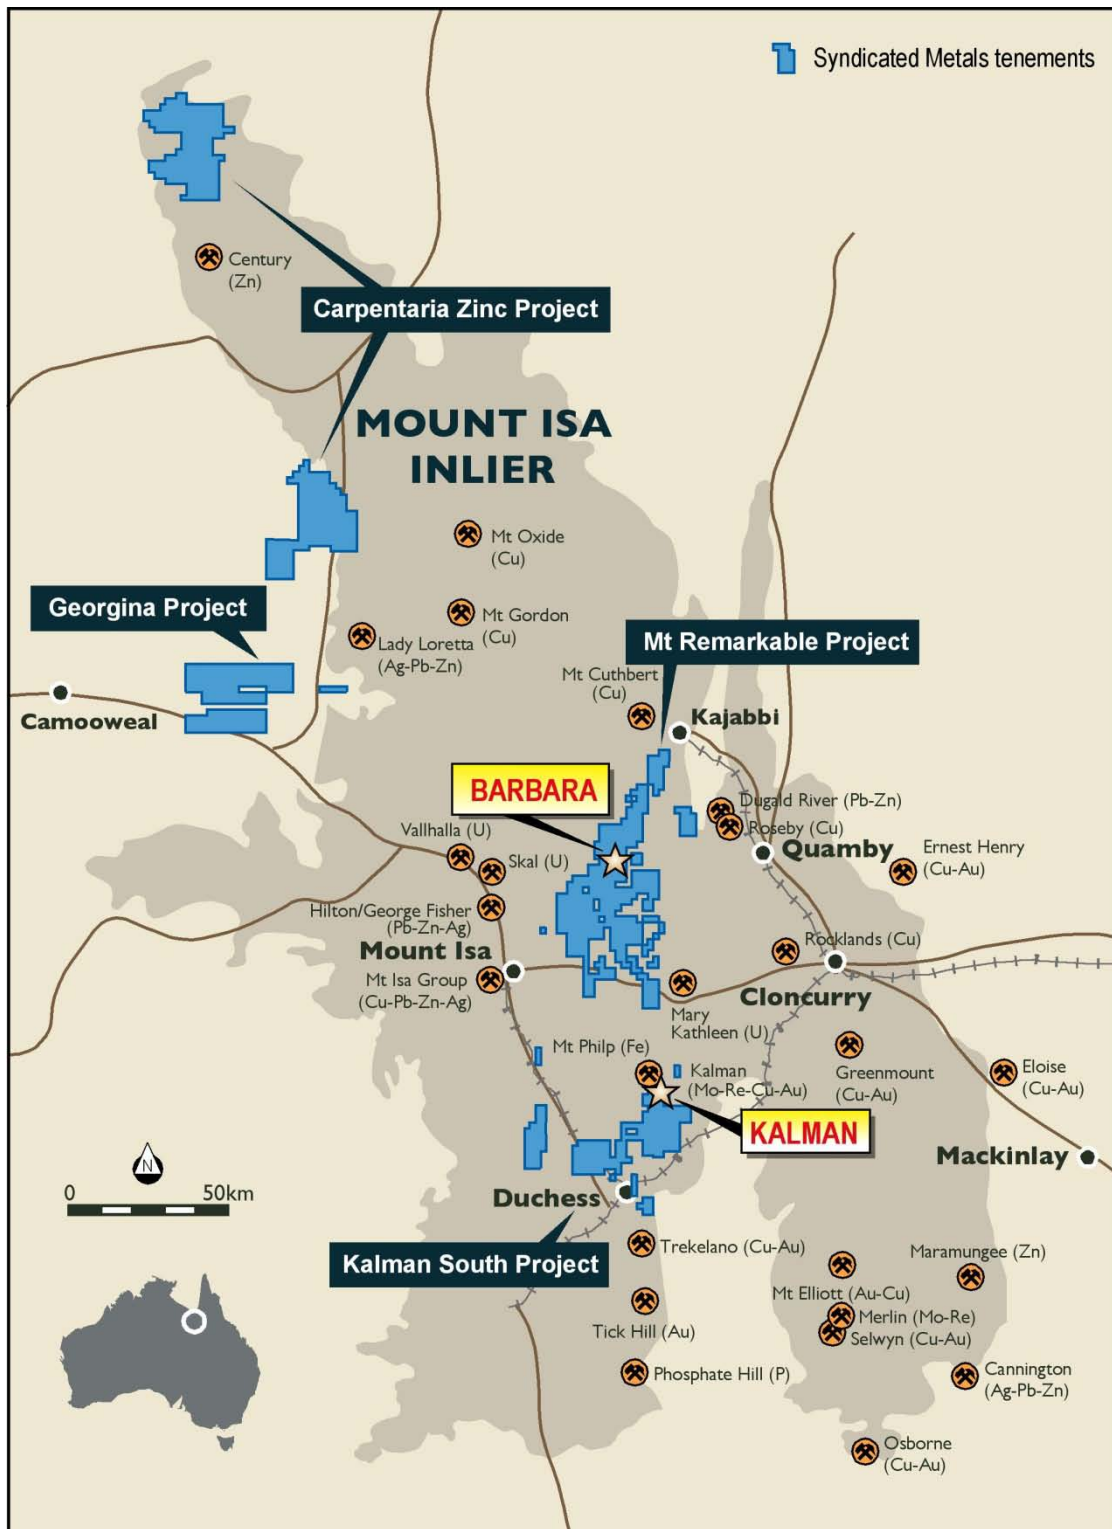 Syndicated Metals tenements
Century
(Zn)
Carpentaria Zinc Project
MOUNT ISA
INLIER
Mt Oxide
(Cu)
Georgina Project
Mt Gordon
(Cu)
Lady Loretta
(Ag-Pb-Zn)
Mt Remarkable Project
Mt Cuthbert
(Cu)
Camooweal
Kajabbi
BARBARA
Dugald River (Pb-Zn)
Roseby (Cu)
Vallhalla (U)
Skal (U)
Quamby
Ernest Henry
(Cu-Au)
Hilton/George Fisher
(Pb-Zn-Ag)
Mount Isa
Rocklands (Cu)
Mt Isa Group
(Cu-Pb-Zn-Ag)
Cloncurry
Mary
Kathleen (U)
Mt Philp (Fe)
Kalman
(Mo-Re-Cu-Au)
Greenmount
(Cu-Au)
Eloise
(Cu-Au)
KALMAN
Mackinlay
N
0 50km
Duchess
Kalman South Project
Trekelano (Cu-Au)
Maramungee (Zn)
Mt Elliott (Au-Cu)
Merlin (Mo-Re)
Selwyn (Cu-Au)
Tick Hill (Au)
Phosphate Hill (P)
Cannington
(Ag-Pb-Zn)
Osborne
(Cu-Au)